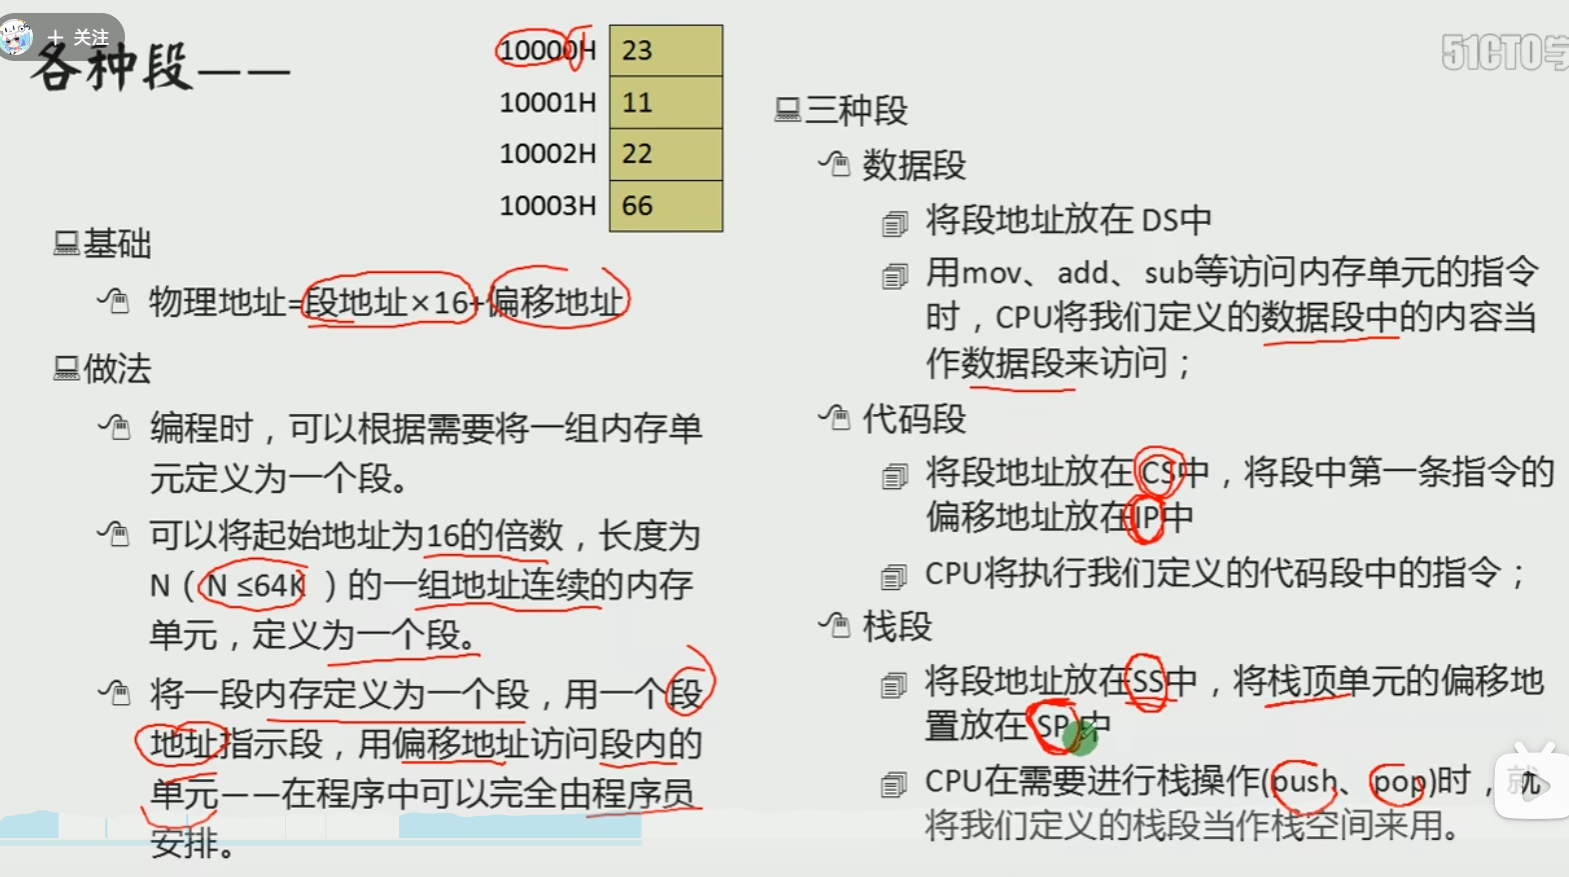 + 关注
各种段——
10000H 23
10001H 11
10002H 22
10003H 66
基础
物理地址=段地址×16+偏移地址
做法
编程时，可以根据需要将一组内存单
元定义为一个段。
可以将起始地址为16的倍数，长度为
N（N ≤64K ）的一组地址连续的内存
单元，定义为一个段。
将一段内存定义为一个段，用一个段
地址指示段，用偏移地址访问段内的
单元——在程序中可以完全由程序员
安排。
51CTO学
三种段
数据段
将段地址放在 DS中
用mov、add、sub等访问内存单元的指令
时，CPU将我们定义的数据段中的内容当
作数据段来访问；
代码段
将段地址放在 CS中，将段中第一条指令的
偏移地址放在IP中
CPU将执行我们定义的代码段中的指令；
栈段
将段地址放在SS中，将栈顶单元的偏移地
置放在 SP中
CPU在需要进行栈操作(push、pop)时，就
将我们定义的栈段当作栈空间来用。